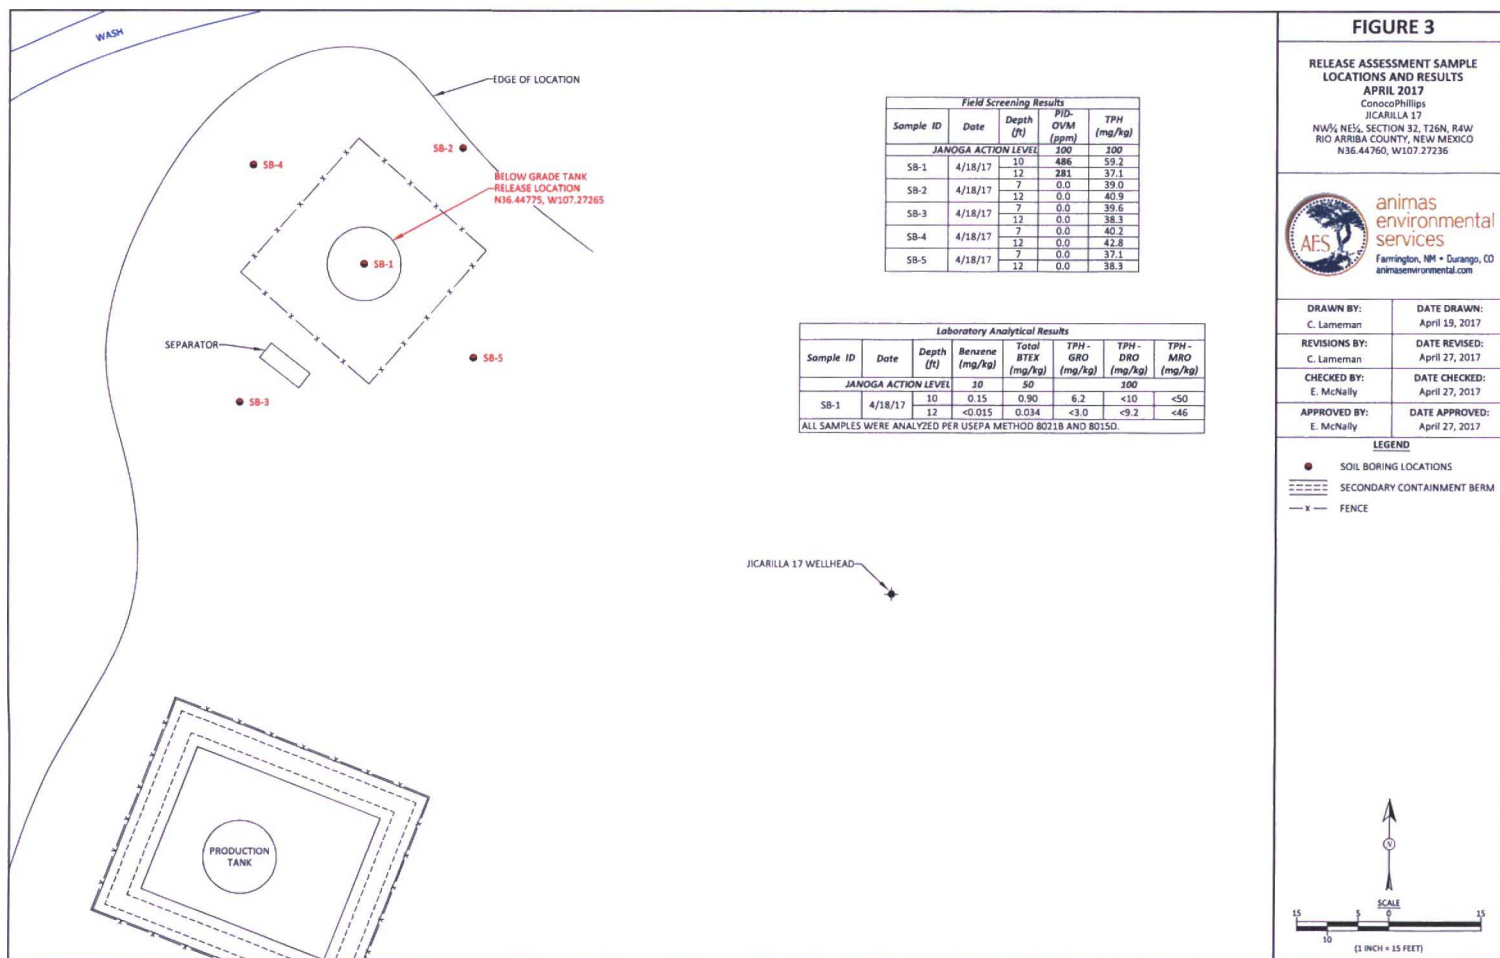 WASH
EDGE OF LOCATION
SB-2
SB-4
BELOW GRADE TANK
RELEASE LOCATION
N36.44775, W107.27265
SB-1
SEPARATOR
SB-5
SB-3
JICARILLA 17 WELLHEAD
PRODUCTION
TANK
Field Screening Results
Sample ID Date Depth (ft) PID-OVM (ppm) TPH (mg/kg)
JANOGA ACTION LEVEL 100 100
SB-1 4/18/17 10 486 59.2
12 281 37.1
SB-2 4/18/17 7 0.0 39.0
12 0.0 40.9
SB-3 4/18/17 7 0.0 39.6
12 0.0 38.3
SB-4 4/18/17 7 0.0 40.2
12 0.0 42.8
SB-5 4/18/17 7 0.0 37.1
12 0.0 38.3
Laboratory Analytical Results
Sample ID Date Depth (ft) Benzene (mg/kg) Total BTEX (mg/kg) TPH - GRO (mg/kg) TPH - DRO (mg/kg) TPH - MRO (mg/kg)
JANOGA ACTION LEVEL 10 50 100
SB-1 4/18/17 10 0.15 0.90 6.2 <10 <50
12 <0.015 0.034 <3.0 <9.2 <46
ALL SAMPLES WERE ANALYZED PER USEPA METHOD 8021B AND 8015D.
FIGURE 3
RELEASE ASSESSMENT SAMPLE
LOCATIONS AND RESULTS
APRIL 2017
ConocoPhillips
JICARILLA 17
NW¼ NE¼, SECTION 32, T26N, R4W
RIO ARRIBA COUNTY, NEW MEXICO
N36.44760, W107.27236
AES
animas
environmental
services
Farmington, NM • Durango, CO
animasenvironmental.com
DRAWN BY: DATE DRAWN:
C. Lameman April 19, 2017
REVISIONS BY: DATE REVISED:
C. Lameman April 27, 2017
CHECKED BY: DATE CHECKED:
E. McNally April 27, 2017
APPROVED BY: DATE APPROVED:
E. McNally April 27, 2017
LEGEND
SOIL BORING LOCATIONS
SECONDARY CONTAINMENT BERM
— x — FENCE
N
SCALE
15 5 0 15
10
(1 INCH = 15 FEET)